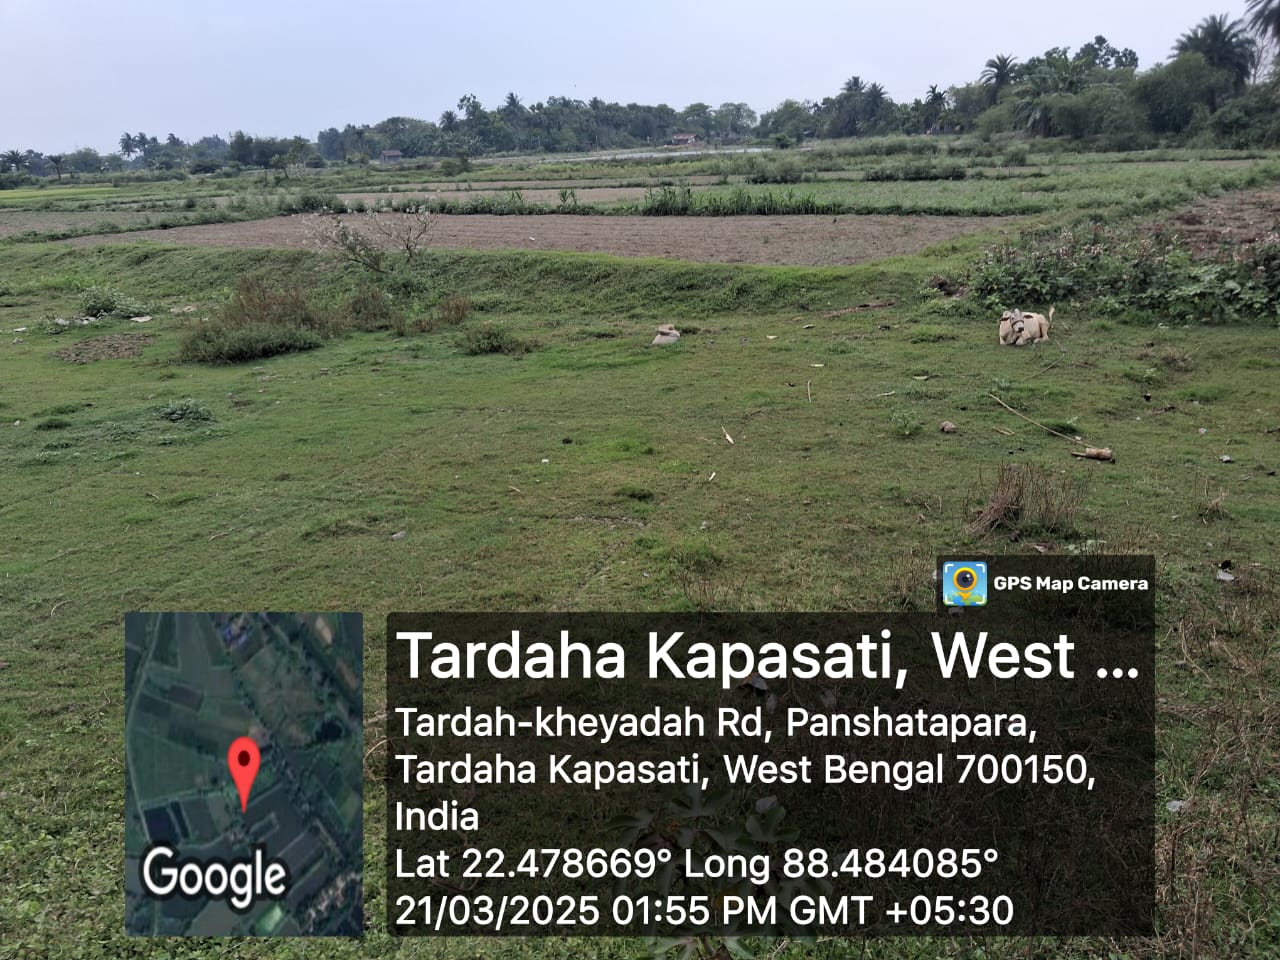 GPS Map Camera
Tardaha Kapasati, West ...
Tardah-kheyadah Rd, Panshatapara,
Tardaha Kapasati, West Bengal 700150,
India
Lat 22.478669° Long 88.484085°
21/03/2025 01:55 PM GMT +05:30
Google